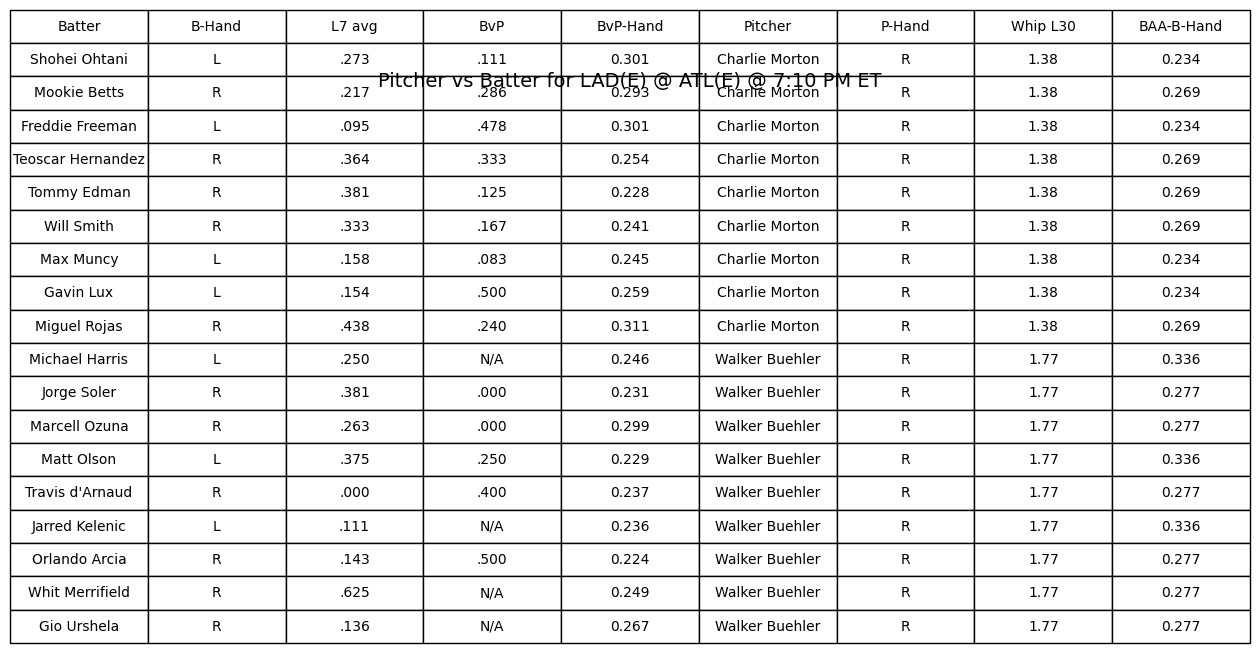 Batter B-Hand L7 avg BvP BvP-Hand Pitcher P-Hand Whip L30 BAA-B-Hand
Shohei Ohtani L .273 .111 0.301 Charlie Morton R 1.38 0.234
Pitcher vs Batter for LAD(E) @ ATL(E) @ 7:10 PM ET
Mookie Betts R .217 .286 0.293 Charlie Morton R 1.38 0.269
Freddie Freeman L .095 .478 0.301 Charlie Morton R 1.38 0.234
Teoscar Hernandez R .364 .333 0.254 Charlie Morton R 1.38 0.269
Tommy Edman R .381 .125 0.228 Charlie Morton R 1.38 0.269
Will Smith R .333 .167 0.241 Charlie Morton R 1.38 0.269
Max Muncy L .158 .083 0.245 Charlie Morton R 1.38 0.234
Gavin Lux L .154 .500 0.259 Charlie Morton R 1.38 0.234
Miguel Rojas R .438 .240 0.311 Charlie Morton R 1.38 0.269
Michael Harris L .250 N/A 0.246 Walker Buehler R 1.77 0.336
Jorge Soler R .381 .000 0.231 Walker Buehler R 1.77 0.277
Marcell Ozuna R .263 .000 0.299 Walker Buehler R 1.77 0.277
Matt Olson L .375 .250 0.229 Walker Buehler R 1.77 0.336
Travis d'Arnaud R .000 .400 0.237 Walker Buehler R 1.77 0.277
Jarred Kelenic L .111 N/A 0.236 Walker Buehler R 1.77 0.336
Orlando Arcia R .143 .500 0.224 Walker Buehler R 1.77 0.277
Whit Merrifield R .625 N/A 0.249 Walker Buehler R 1.77 0.277
Gio Urshela R .136 N/A 0.267 Walker Buehler R 1.77 0.277